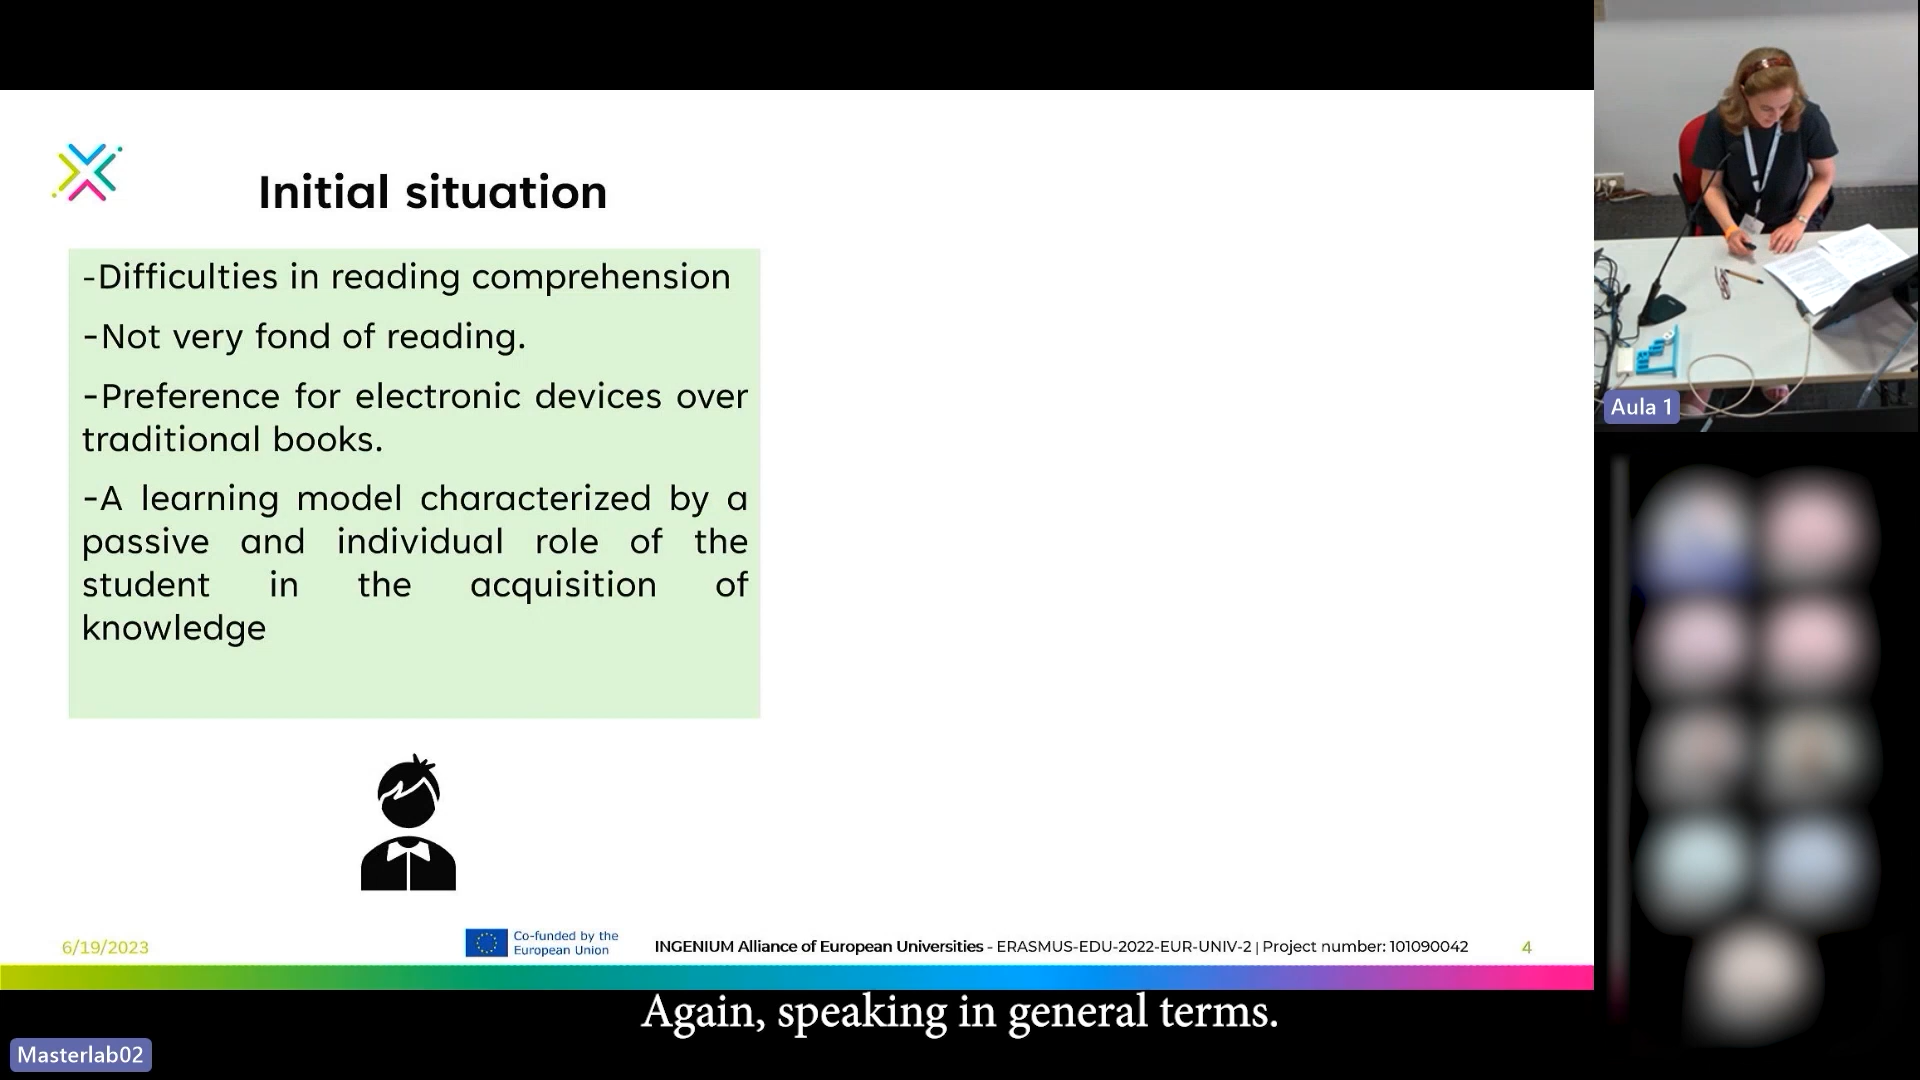 Initial situation
-Difficulties in reading comprehension
-Not very fond of reading.
-Preference for electronic devices over
traditional books.
-A learning model characterized by a
passive and individual role of the
student in the acquisition of
knowledge
6/19/2023
Co-funded by the
European Union
INGENIUM Alliance of European Universities - ERASMUS-EDU-2022-EUR-UNIV-2 | Project number: 101090042
4
Aula 1
Again, speaking in general terms.
Masterlab02